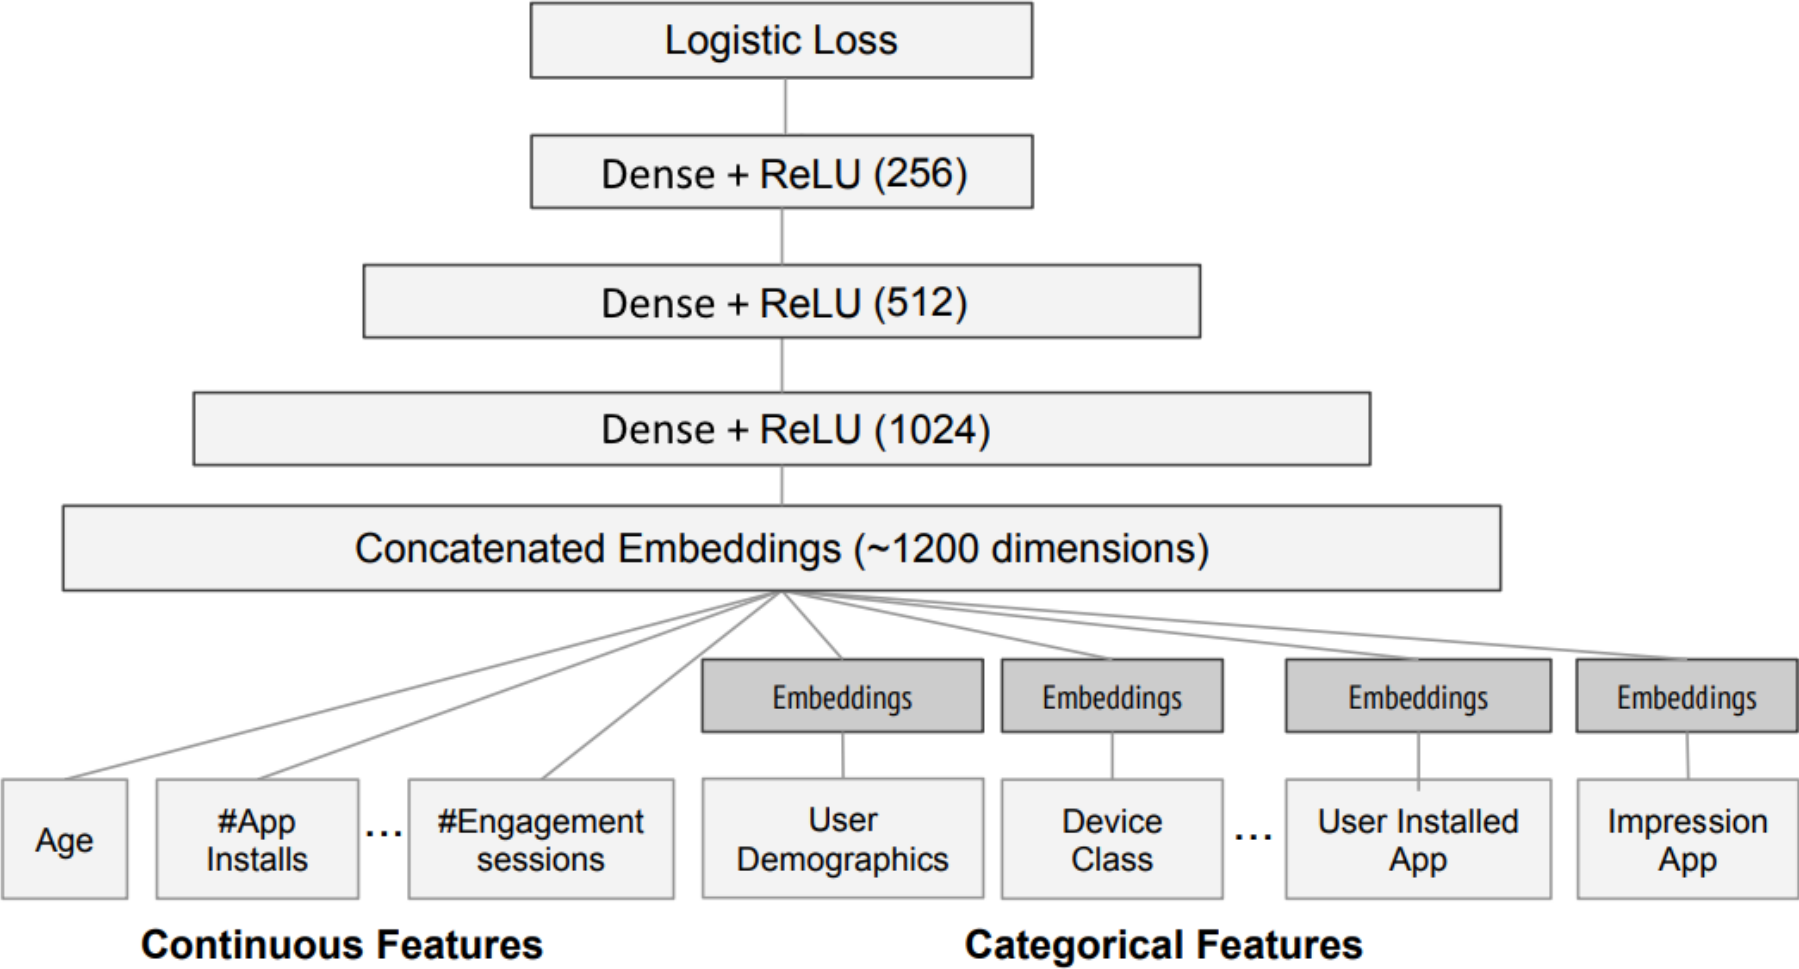 Logistic Loss
Dense + ReLU (256)
Dense + ReLU (512)
Dense + ReLU (1024)
Concatenated Embeddings (~1200 dimensions)
Embeddings
Embeddings
Embeddings
Embeddings
Age
#App
Installs
...
#Engagement
sessions
User
Demographics
Device
Class
...
User Installed
App
Impression
App
Continuous Features
Categorical Features